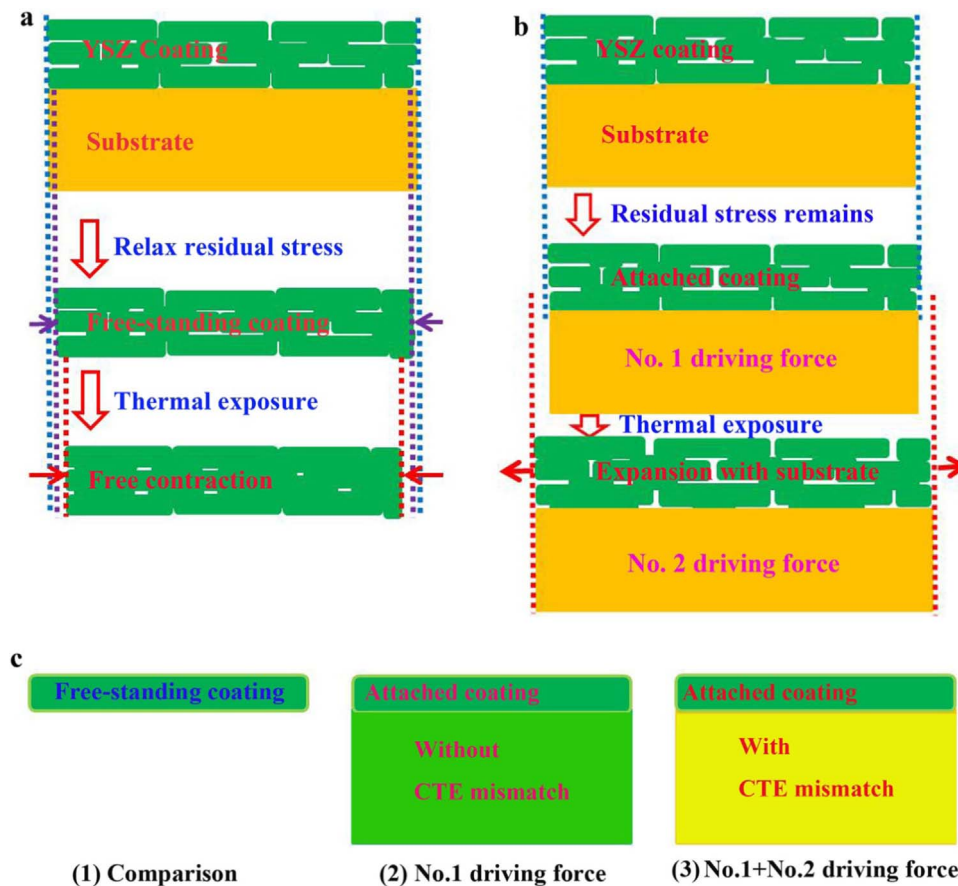 a
YSZ Coating
Substrate
Relax residual stress
Free-standing coating
Thermal exposure
Free contraction
b
YSZ coating
Substrate
Residual stress remains
Attached coating
No. 1 driving force
Thermal exposure
Expansion with substrate
No. 2 driving force
c
Free-standing coating
(1) Comparison
Attached coating
Without
CTE mismatch
(2) No.1 driving force
Attached coating
With
CTE mismatch
(3) No.1+No.2 driving force